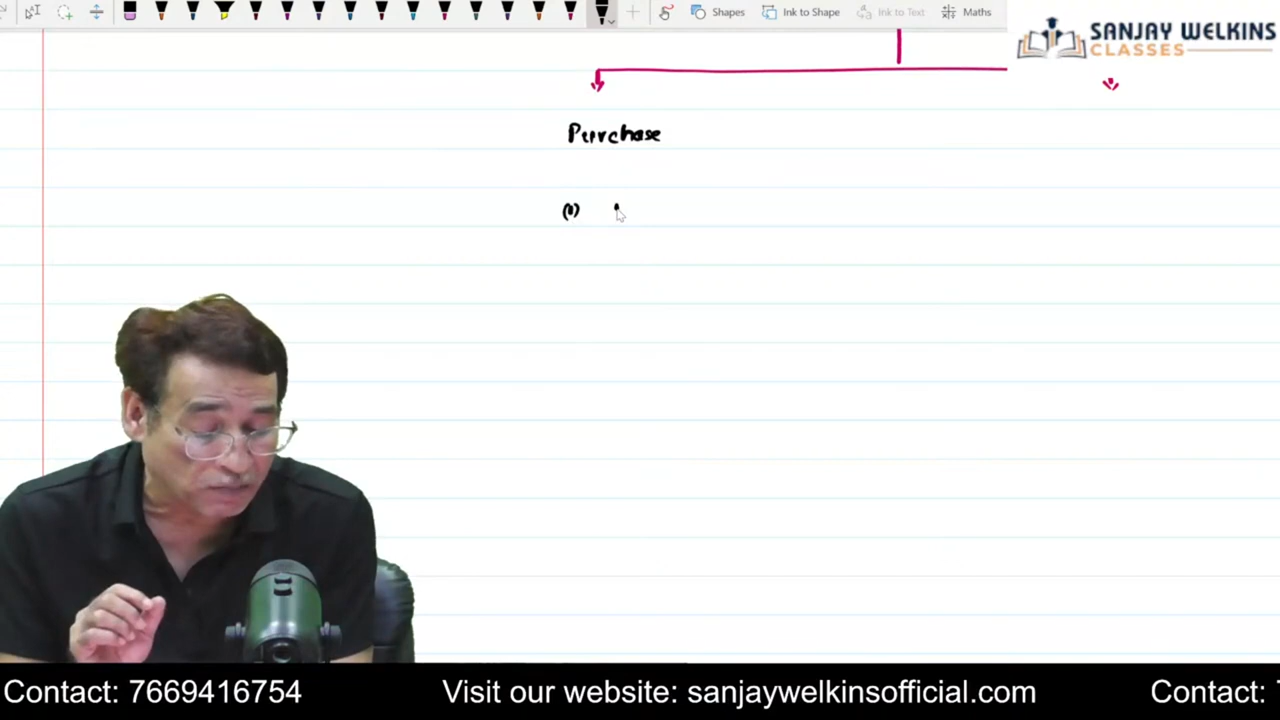 Shapes Ink to Shape Ink to Text Maths
SANJAY WELKINS
CLASSES
Purchase
(1)
Contact: 7669416754 Visit our website: sanjaywelkinsofficial.com Contact: 7